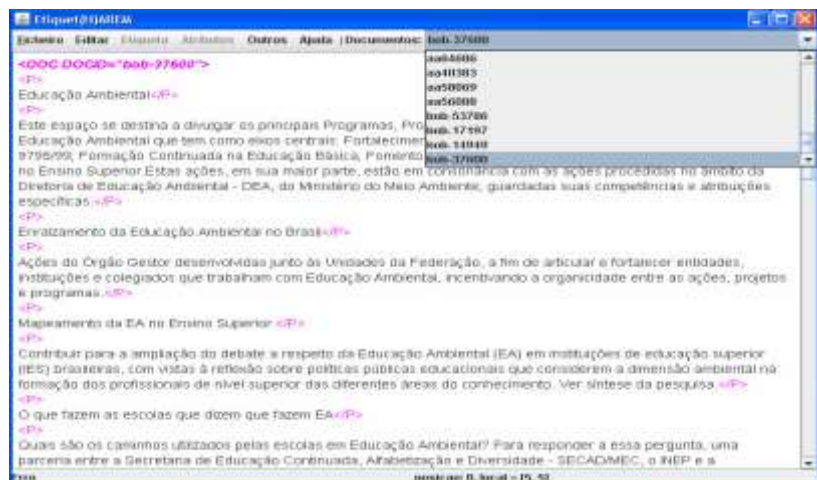 Etiquet(H)AREM
Ficheiro Editar Etiqueta Atributos Outros Ajuda |Documentos: bob-37600
<DOC DOCID="bob-37600">
aa64686
<P>
aa40383
Educação Ambiental</P>
aa58069
<P>
aa56088
bob-53786
Este espaço se destina a divulgar os principais Programas, Pro
bob-17197
Educação Ambiental que tem como eixos centrais: Fortalecimen
bob-14940
9795/99; Formação Continuada na Educação Básica, Fomento
bob-37600
no Ensino Superior.Estas ações, em sua maior parte, estão em consonância com as ações procedidas no âmbito da
Diretoria de Educação Ambiental - DEA, do Ministério do Meio Ambiente, guardadas suas competências e atribuições
específicas.</P>
<P>
Enraizamento da Educação Ambiental no Brasil</P>
<P>
Ações do Órgão Gestor desenvolvidas junto às Unidades da Federação, a fim de articular e fortalecer entidades,
instituições e colegiados que trabalham com Educação Ambiental, incentivando a organicidade entre as ações, projetos
e programas.</P>
<P>
Mapeamento da EA no Ensino Superior </P>
<P>
Contribuir para a ampliação do debate a respeito da Educação Ambiental (EA) em instituições de educação superior
(IES) brasileiras, com vistas à reflexão sobre políticas públicas educacionais que considerem a dimensão ambiental na
formação dos profissionais de nível superior das diferentes áreas do conhecimento. Ver síntese da pesquisa.</P>
<P>
O que fazem as escolas que dizem que fazem EA</P>
<P>
Quais são os caminhos utilizados pelas escolas em Educação Ambiental? Para responder a essa pergunta, uma
parceria entre a Secretaria de Educação Continuada, Alfabetização e Diversidade - SECAD/MEC, o INEP e a